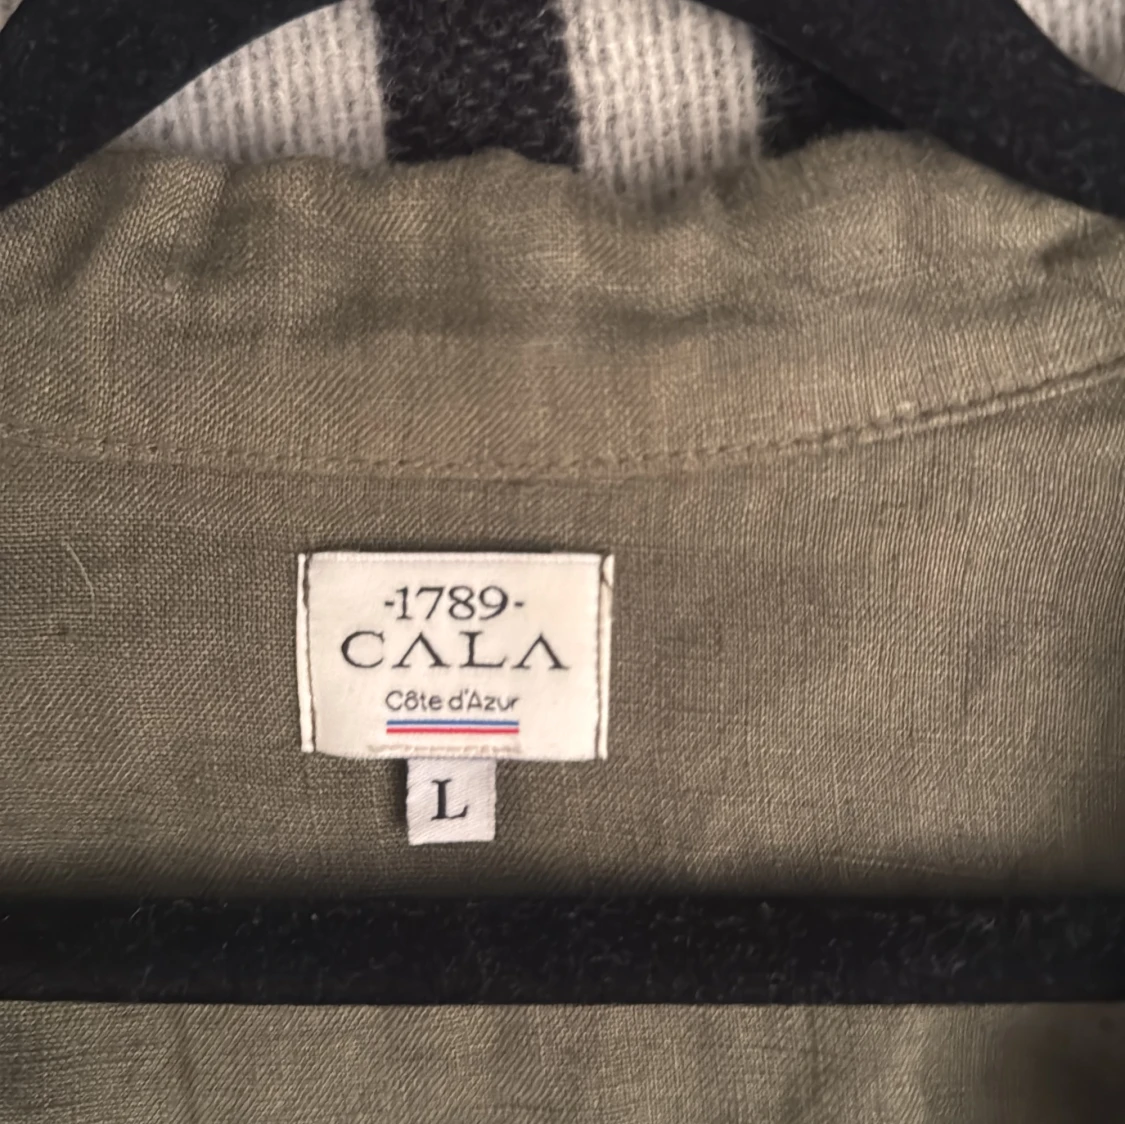 -1789-
CALA
Côte d'Azur
L